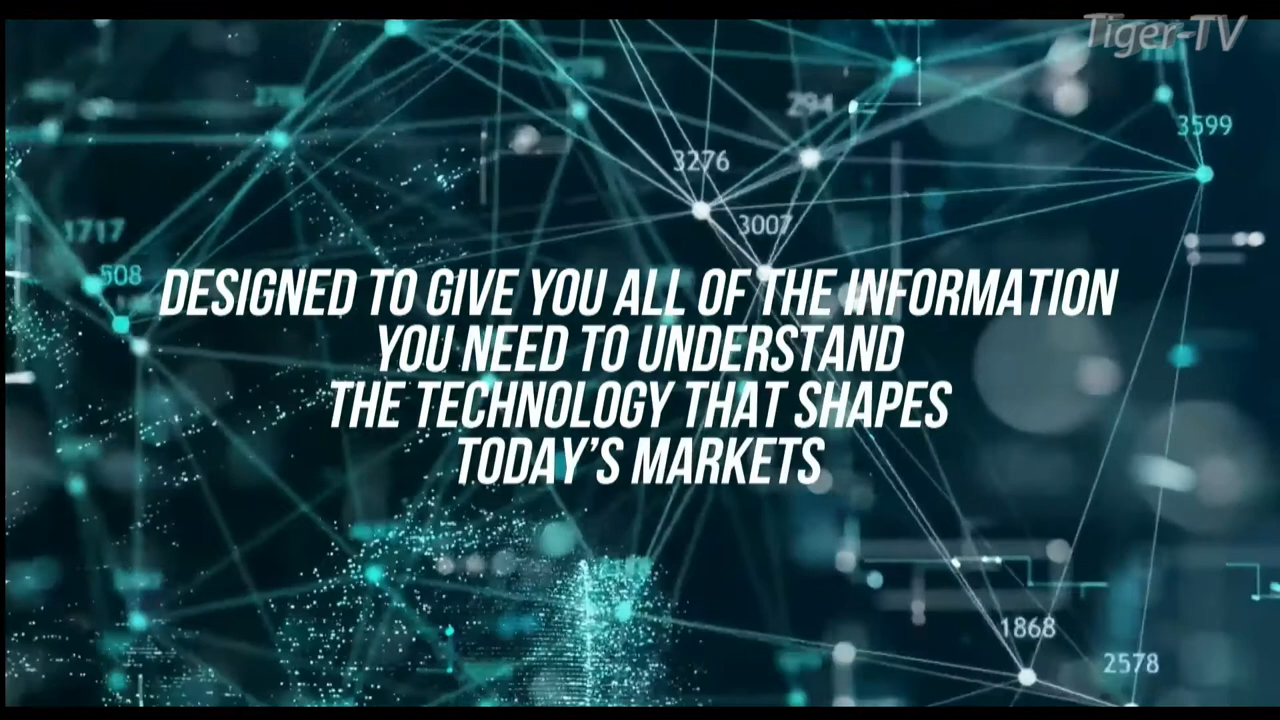 Tiger-TV
3599
294
3276
3007
1717
508
DESIGNED TO GIVE YOU ALL OF THE INFORMATION
YOU NEED TO UNDERSTAND
THE TECHNOLOGY THAT SHAPES
TODAY'S MARKETS
1868
2578